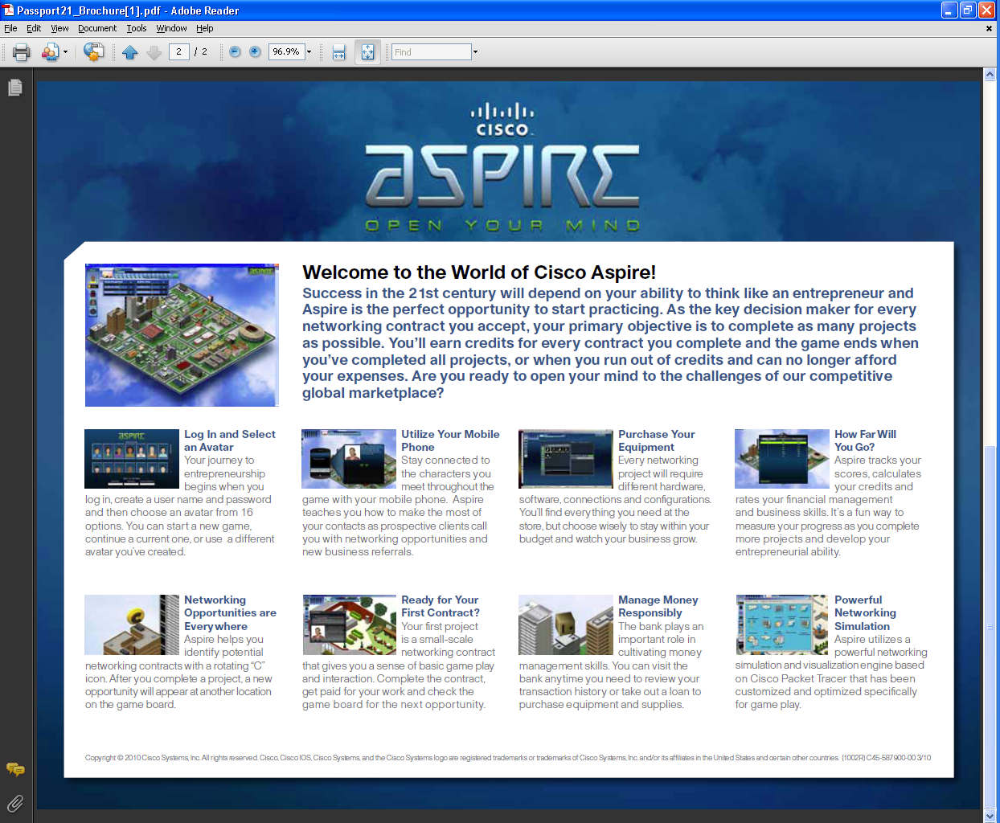 Passport21_Brochure[1].pdf - Adobe Reader
File Edit View Document Tools Window Help
2 / 2 96.9% Find
CISCO
ASPIRE
OPEN YOUR MIND
Welcome to the World of Cisco Aspire!
Success in the 21st century will depend on your ability to think like an entrepreneur and
Aspire is the perfect opportunity to start practicing. As the key decision maker for every
networking contract you accept, your primary objective is to complete as many projects
as possible. You'll earn credits for every contract you complete and the game ends when
you've completed all projects, or when you run out of credits and can no longer afford
your expenses. Are you ready to open your mind to the challenges of our competitive
global marketplace?
Log In and Select
an Avatar
Your journey to
entrepreneurship
begins when you
log in, create a user name and password
and then choose an avatar from 16
options. You can start a new game,
continue a current one, or use a different
avatar you've created.
Utilize Your Mobile
Phone
Stay connected to
the characters you
meet throughout the
game with your mobile phone. Aspire
teaches you how to make the most of
your contacts as prospective clients call
you with networking opportunities and
new business referrals.
Purchase Your
Equipment
Every networking
project will require
different hardware,
software, connections and configurations.
You'll find everything you need at the
store, but choose wisely to stay within your
budget and watch your business grow.
How Far Will
You Go?
Aspire tracks your
scores, calculates
your credits and
rates your financial management
and business skills. It's a fun way to
measure your progress as you complete
more projects and develop your
entrepreneurial ability.
Networking
Opportunities are
Everywhere
Aspire helps you
identify potential
networking contracts with a rotating "C"
icon. After you complete a project, a new
opportunity will appear at another location
on the game board.
Ready for Your
First Contract?
Your first project
is a small-scale
networking contract
that gives you a sense of basic game play
and interaction. Complete the contract,
get paid for your work and check the
game board for the next opportunity.
Manage Money
Responsibly
The bank plays an
important role in
cultivating money
management skills. You can visit the
bank anytime you need to review your
transaction history or take out a loan to
purchase equipment and supplies.
Powerful
Networking
Simulation
Aspire utilizes a
powerful networking
simulation and visualization engine based
on Cisco Packet Tracer that has been
customized and optimized specifically
for game play.
Copyright © 2010 Cisco Systems, Inc. All rights reserved. Cisco, Cisco IOS, Cisco Systems, and the Cisco Systems logo are registered trademarks or trademarks of Cisco Systems, Inc. and/or its affiliates in the United States and certain other countries. (1002R) C45-587900-00 3/10